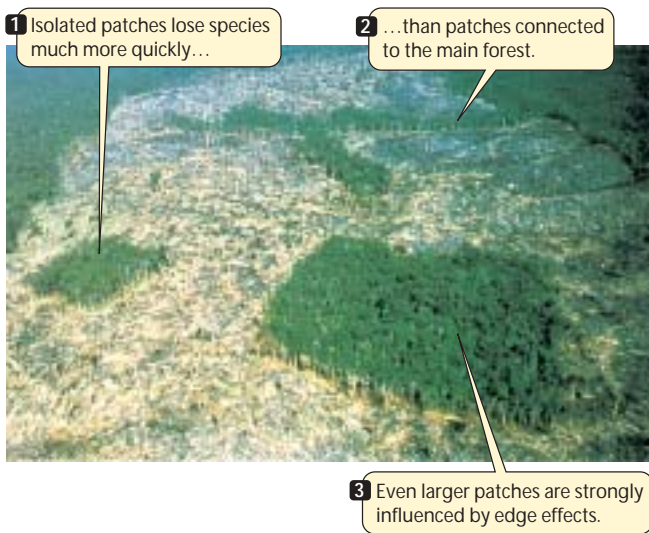 1 Isolated patches lose species
much more quickly…
2 …than patches connected
to the main forest.
3 Even larger patches are strongly
influenced by edge effects.